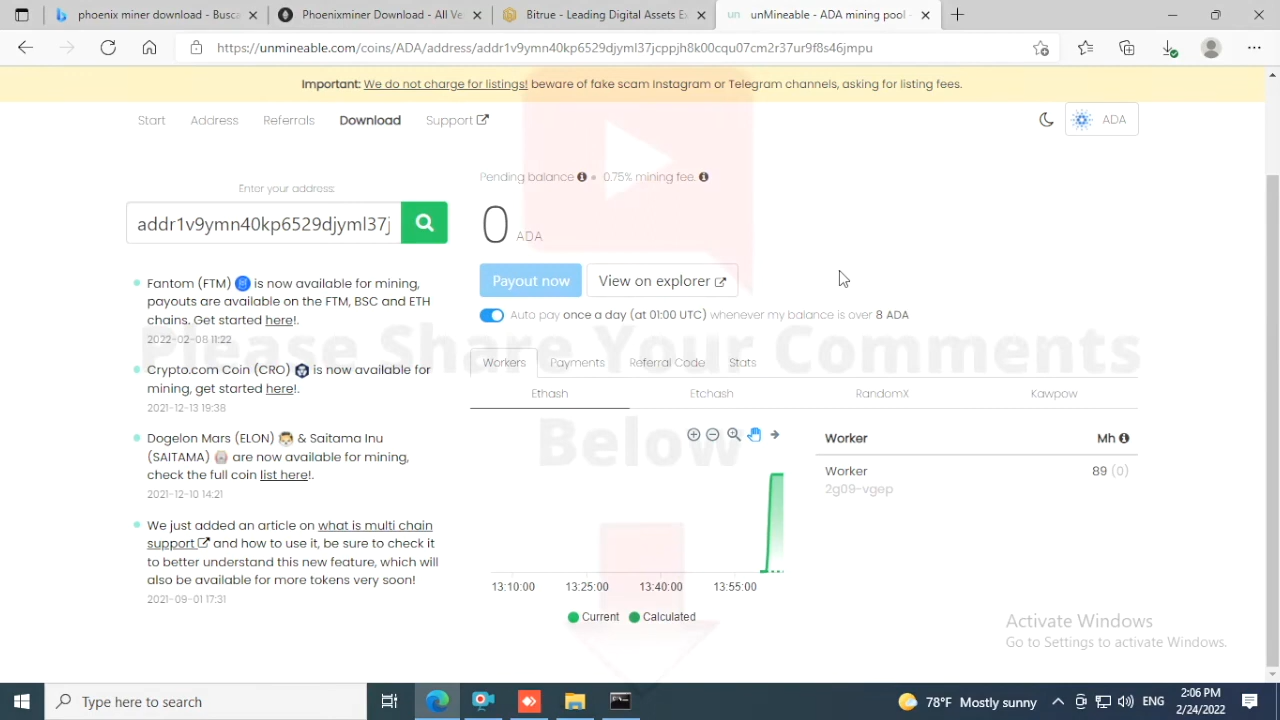 phoenix miner download - Busca
Phoenixminer Download - All Ve
Bitrue - Leading Digital Assets Ex
unMineable - ADA mining pool -
https://unmineable.com/coins/ADA/address/addr1v9ymn40kp6529djyml37jcppjh8k00cqu07cm2r37ur9f8s46jmpu
Important: We do not charge for listings! beware of fake scam Instagram or Telegram channels, asking for listing fees.
Start Address Referrals Download Support
ADA
Enter your address:
addr1v9ymn40kp6529djyml37j
Fantom (FTM) is now available for mining,
payouts are available on the FTM, BSC and ETH
chains. Get started here!.
2022-02-08 11:22
Crypto.com Coin (CRO) is now available for
mining, get started here!.
2021-12-13 19:38
Dogelon Mars (ELON) & Saitama Inu
(SAITAMA) are now available for mining,
check the full coin list here!.
2021-12-10 14:21
We just added an article on what is multi chain
support and how to use it, be sure to check it
to better understand this new feature, which will
also be available for more tokens very soon!
2021-09-01 17:31
Pending balance • 0.75% mining fee.
0 ADA
Payout now
View on explorer
Auto pay once a day (at 01:00 UTC) whenever my balance is over 8 ADA
Please Share Your Comments
Below
Workers Payments Referral Code Stats
Ethash Etchash RandomX Kawpow
Worker Mh
Worker 89 (0)
2g09-vgep
13:10:00 13:25:00 13:40:00 13:55:00
Current Calculated
Activate Windows
Go to Settings to activate Windows.
Type here to search
78°F Mostly sunny
ENG
2:06 PM
2/24/2022